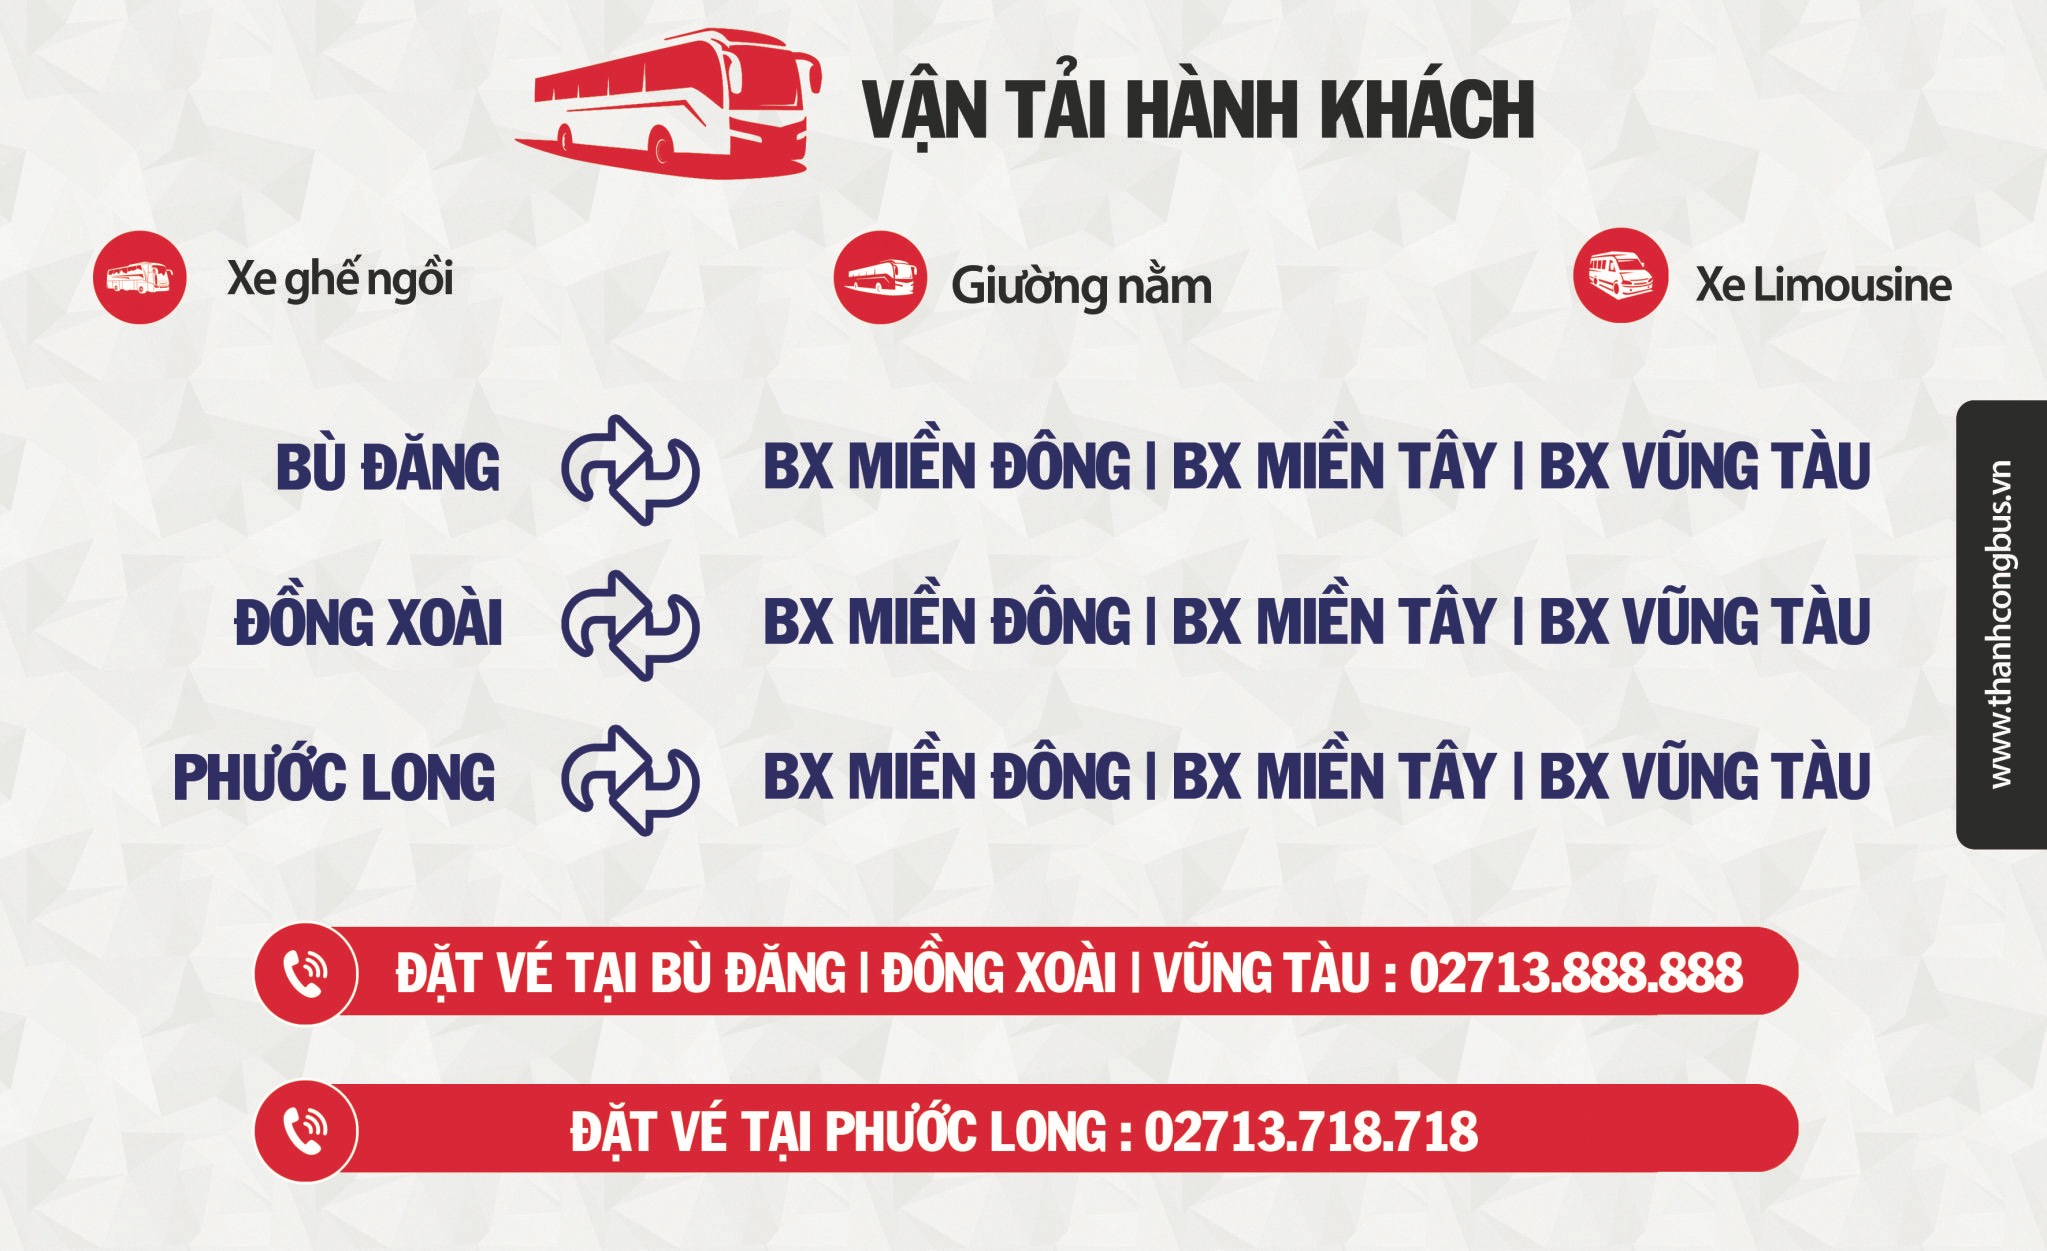 VẬN TẢI HÀNH KHÁCH
Xe ghế ngồi
Giường nằm
Xe Limousine
BÙ ĐĂNG
BX MIỀN ĐÔNG | BX MIỀN TÂY | BX VŨNG TÀU
ĐỒNG XOÀI
BX MIỀN ĐÔNG | BX MIỀN TÂY | BX VŨNG TÀU
PHƯỚC LONG
BX MIỀN ĐÔNG | BX MIỀN TÂY | BX VŨNG TÀU
www.thanhcongbus.vn
ĐẶT VÉ TẠI BÙ ĐĂNG | ĐỒNG XOÀI | VŨNG TÀU : 02713.888.888
ĐẶT VÉ TẠI PHƯỚC LONG : 02713.718.718